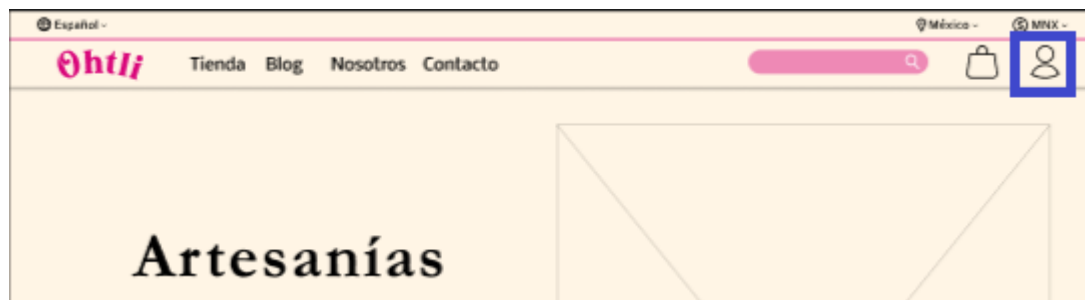 Español
México
MNX
Ohtli
Tienda Blog Nosotros Contacto
Artesanías